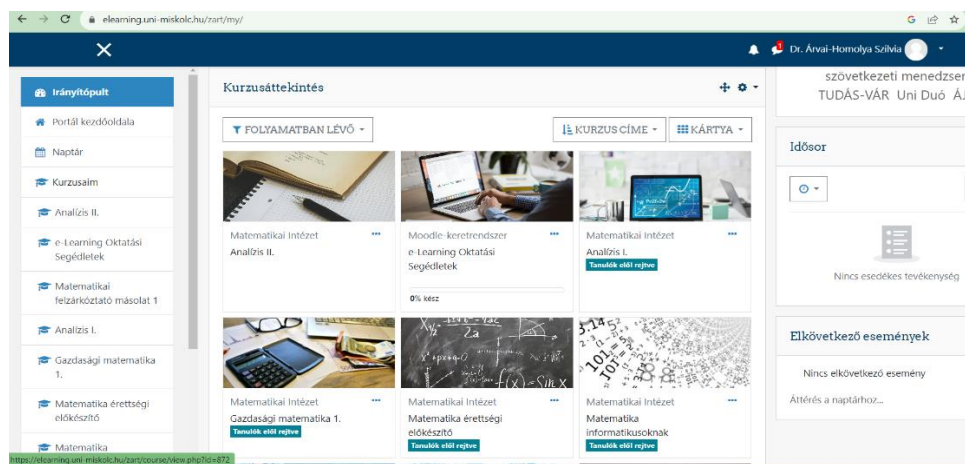 elearning.uni-miskolc.hu/zart/my/
Dr. Árvai-Homolya Szilvia
Irányítópult
Portál kezdőoldala
Naptár
Kurzusaim
Analízis II.
e-Learning Oktatási
Segédletek
Matematikai
felzárkóztató másolat 1
Analízis I.
Gazdasági matematika
1.
Matematika érettségi
előkészítő
Matematika
https://elearning.uni-miskolc.hu/zart/course/view.php?id=872
Kurzusáttekintés
FOLYAMATBAN LÉVŐ
KURZUS CÍME
KÁRTYA
Matematikai Intézet
Analízis II.
Moodle-keretrendszer
e-Learning Oktatási
Segédletek
0% kész
Matematikai Intézet
Analízis I.
Tanulók elől rejtve
Matematikai Intézet
Gazdasági matematika 1.
Tanulók elől rejtve
Matematikai Intézet
Matematika érettségi
előkészítő
Tanulók elől rejtve
Matematikai Intézet
Matematika
informatikusoknak
Tanulók elől rejtve
szövetkezeti menedzser
TUDÁS-VÁR Uni Duó
Idősor
Nincs esedékes tevékenység
Elkövetkező események
Nincs elkövetkező esemény
Áttérés a naptárhoz...